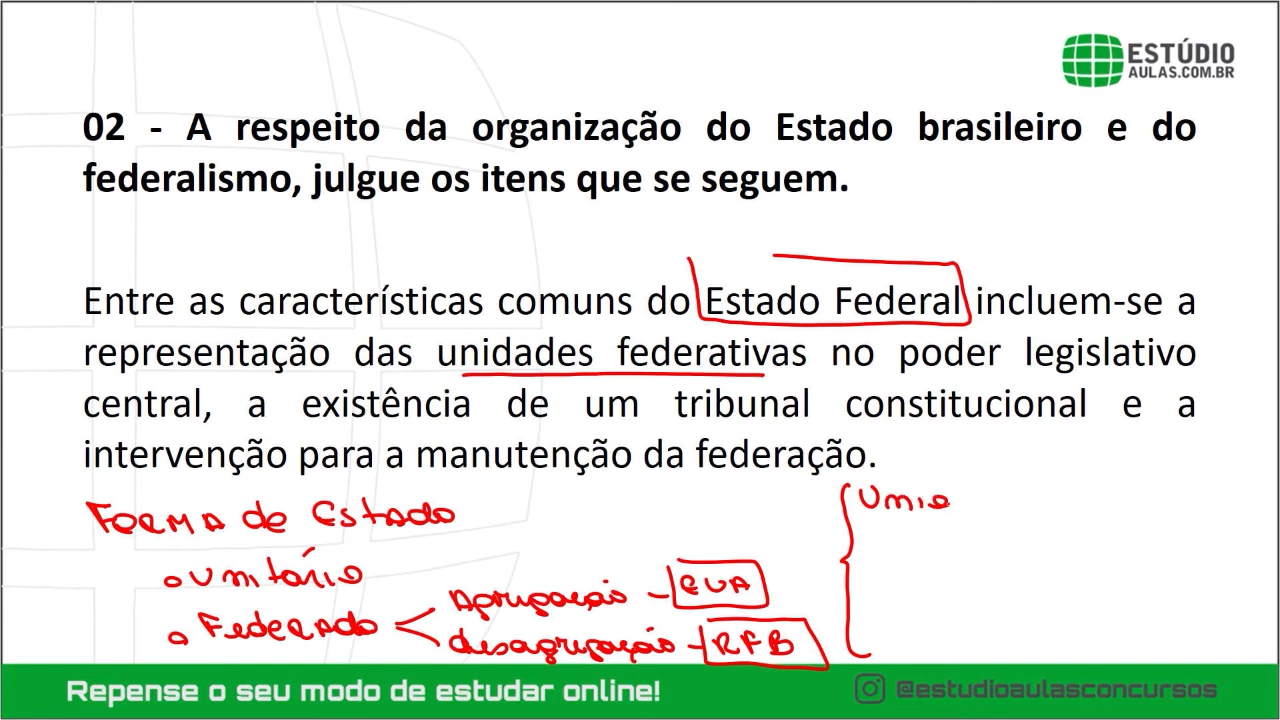 ESTÚDIO
AULAS.COM.BR
02 - A respeito da organização do Estado brasileiro e do
federalismo, julgue os itens que se seguem.
Entre as características comuns do Estado Federal incluem-se a
representação das unidades federativas no poder legislativo
central, a existência de um tribunal constitucional e a
intervenção para a manutenção da federação.
Forma de Estado
Unitário
Federado
Agregação - EUA
desagregação - RFB
União
Repense o seu modo de estudar online!
@estudioaulasconcursos